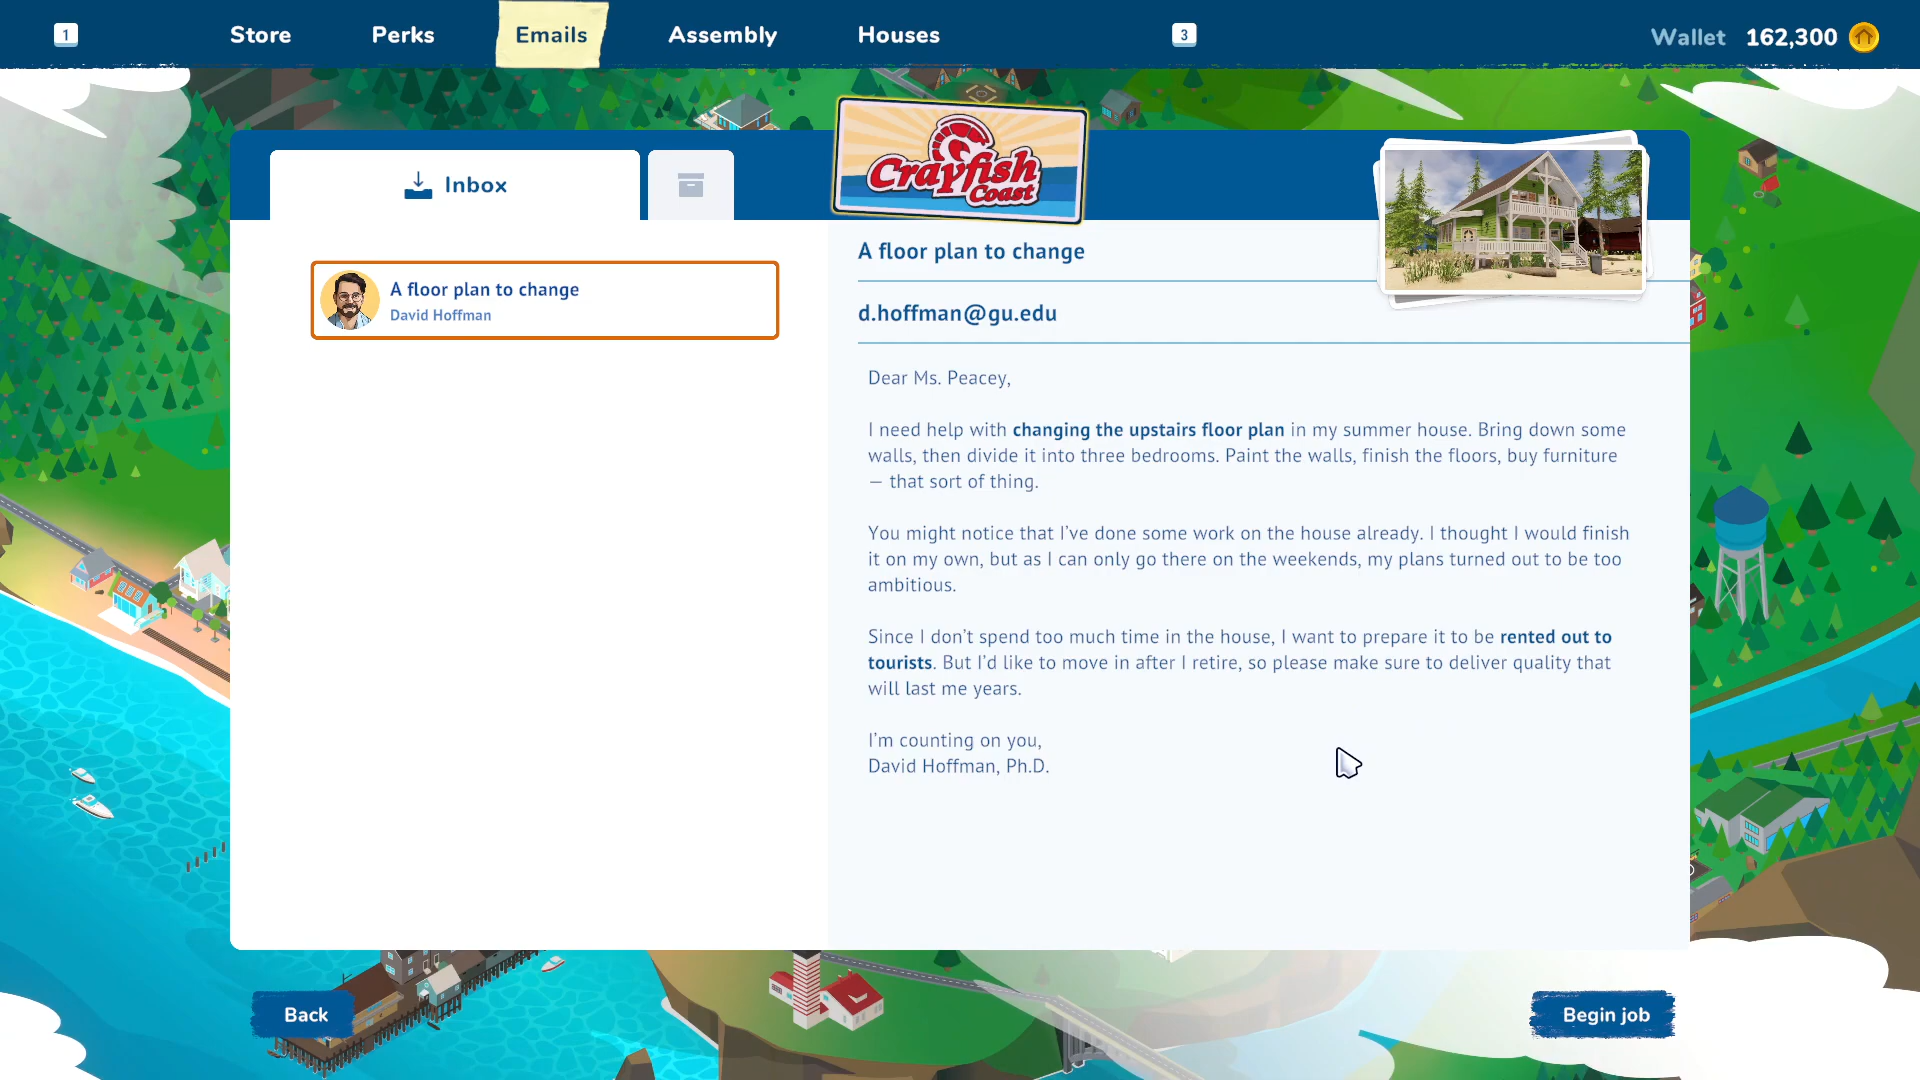 1
Store
Perks
Emails
Assembly
Houses
3
Wallet 162,300
Inbox
Crayfish
Coast
A floor plan to change
David Hoffman
A floor plan to change
d.hoffman@gu.edu
Dear Ms. Peacey,
I need help with changing the upstairs floor plan in my summer house. Bring down some
walls, then divide it into three bedrooms. Paint the walls, finish the floors, buy furniture
— that sort of thing.
You might notice that I've done some work on the house already. I thought I would finish
it on my own, but as I can only go there on the weekends, my plans turned out to be too
ambitious.
Since I don't spend too much time in the house, I want to prepare it to be rented out to
tourists. But I'd like to move in after I retire, so please make sure to deliver quality that
will last me years.
I'm counting on you,
David Hoffman, Ph.D.
Back
Begin job